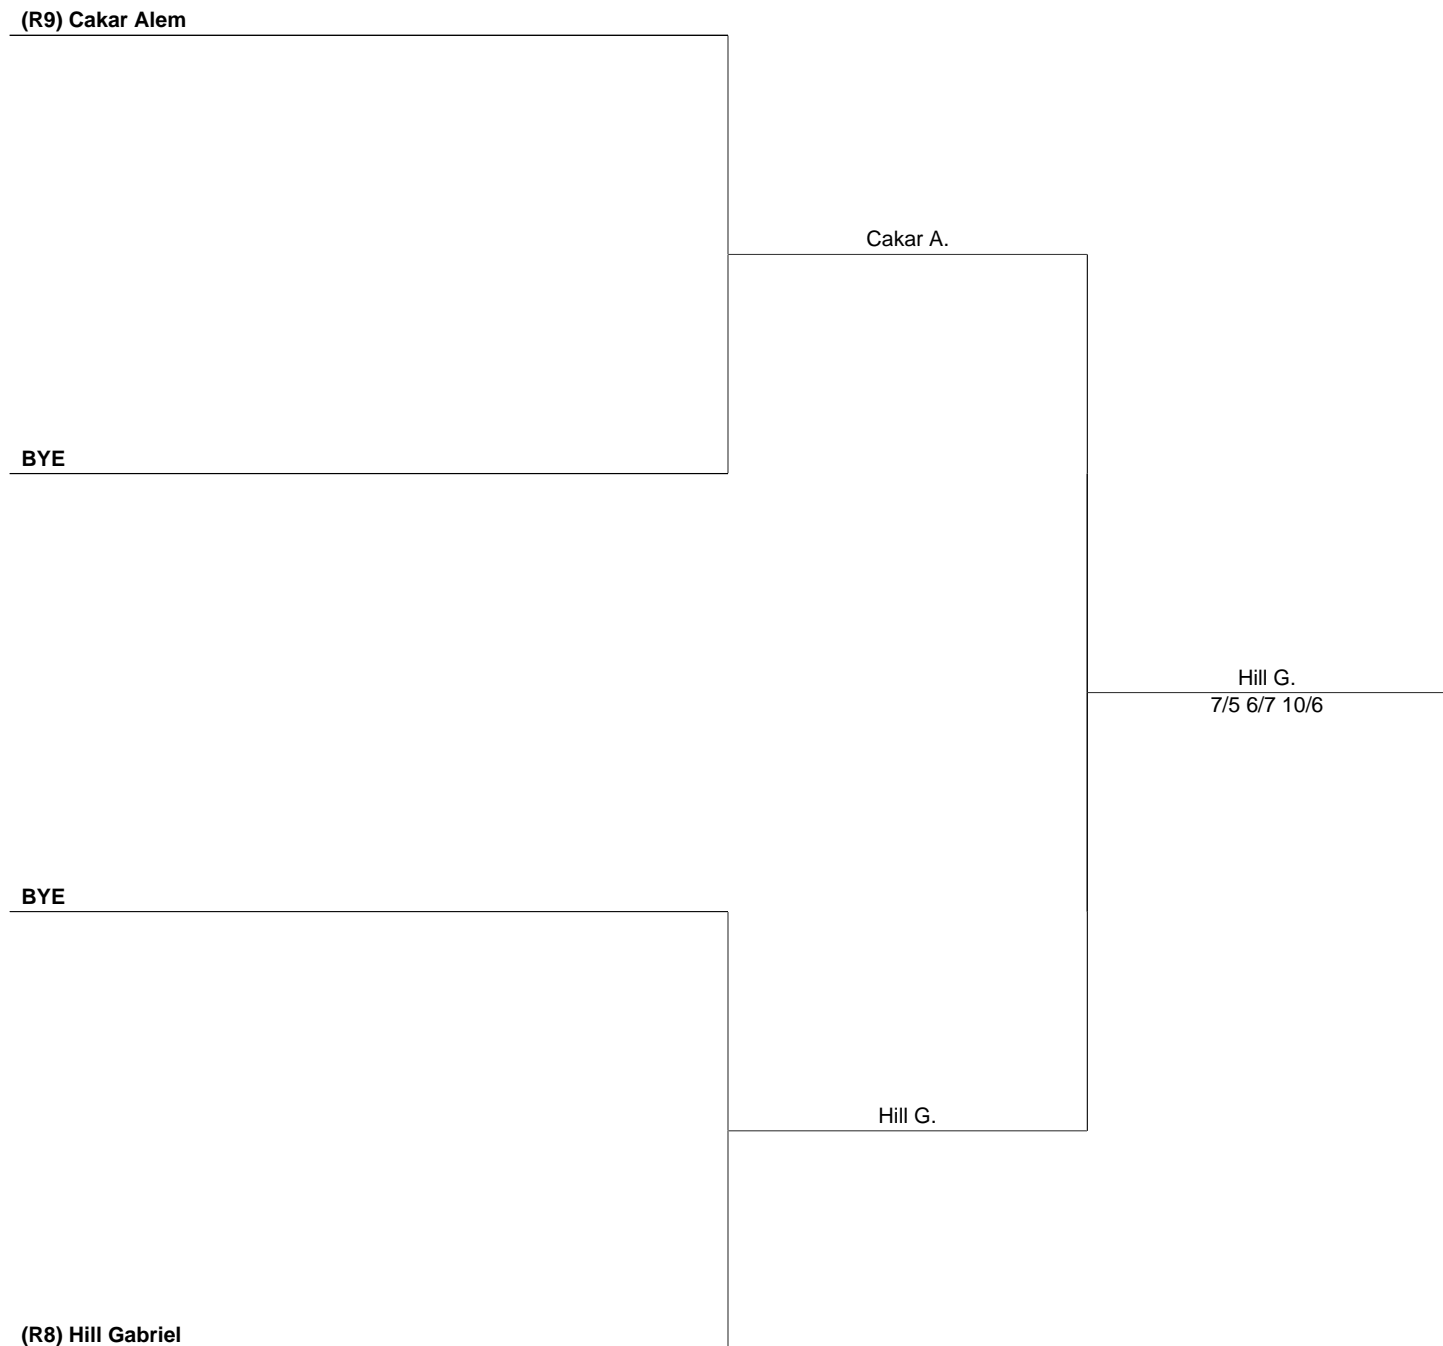 (R9) Cakar Alem
Cakar A.
BYE
Hill G.
7/5 6/7 10/6
BYE
Hill G.
(R8) Hill Gabriel